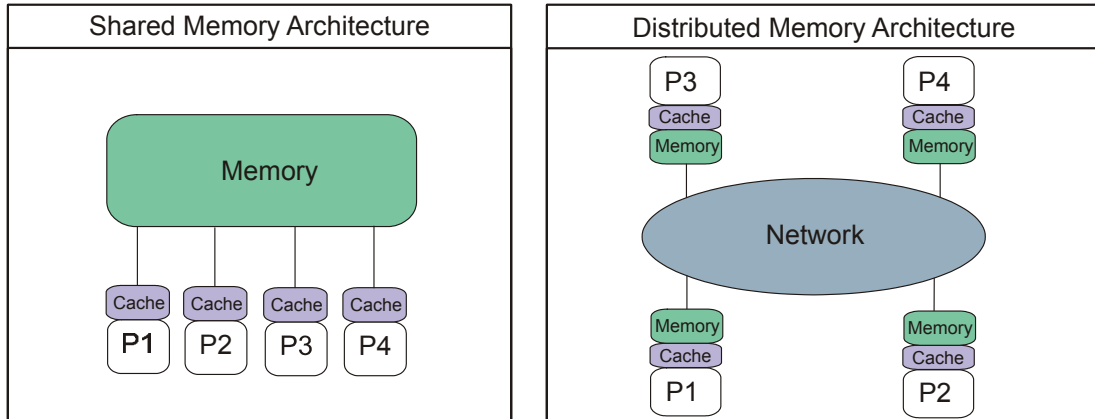 Shared Memory Architecture
Memory
Cache Cache Cache Cache
P1 P2 P3 P4
Distributed Memory Architecture
P3 P4
Cache Cache
Memory Memory
Network
Memory Memory
Cache Cache
P1 P2